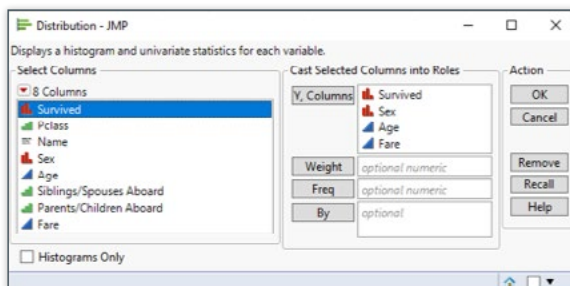 Distribution - JMP
Displays a histogram and univariate statistics for each variable.
Select Columns
8 Columns
Survived
Pclass
Name
Sex
Age
Siblings/Spouses Aboard
Parents/Children Aboard
Fare
Histograms Only
Cast Selected Columns into Roles
Y, Columns
Survived
Sex
Age
Fare
Weight optional numeric
Freq optional numeric
By optional
Action
OK
Cancel
Remove
Recall
Help